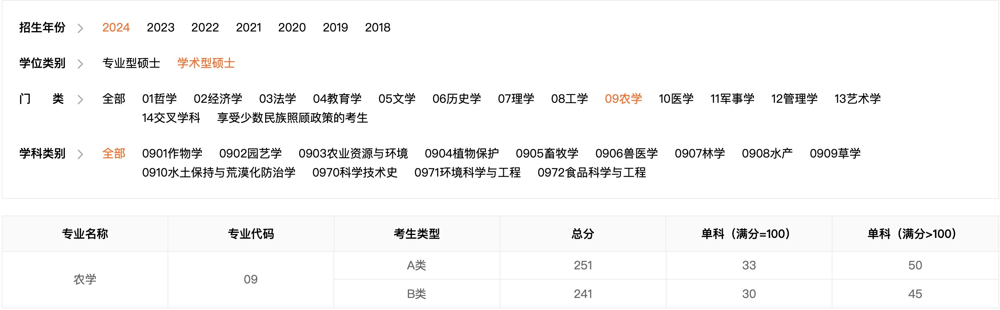 招生年份 2024 2023 2022 2021 2020 2019 2018
学位类别 专业型硕士 学术型硕士
门 类 全部 01哲学 02经济学 03法学 04教育学 05文学 06历史学 07理学 08工学 09农学 10医学 11军事学 12管理学 13艺术学
14交叉学科 享受少数民族照顾政策的考生
学科类别 全部 0901作物学 0902园艺学 0903农业资源与环境 0904植物保护 0905畜牧学 0906兽医学 0907林学 0908水产 0909草学
0910水土保持与荒漠化防治学 0970科学技术史 0971环境科学与工程 0972食品科学与工程
专业名称 专业代码 考生类型 总分 单科（满分=100） 单科（满分>100）
农学 09 A类 251 33 50
B类 241 30 45